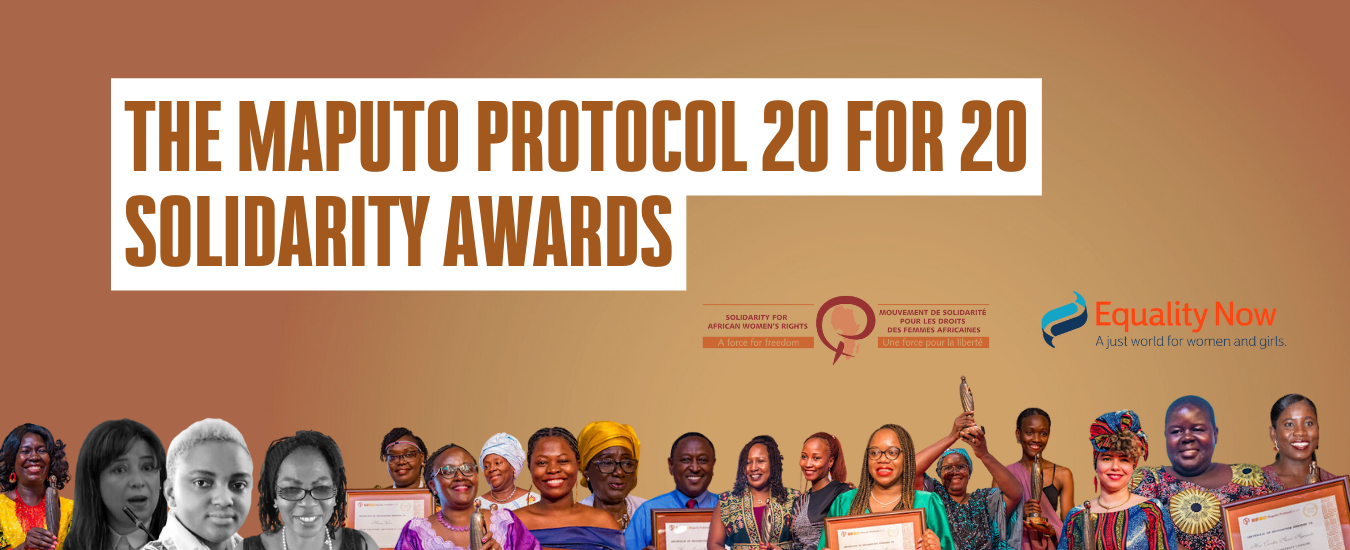 THE MAPUTO PROTOCOL 20 FOR 20
SOLIDARITY AWARDS
SOLIDARITY FOR
AFRICAN WOMEN'S RIGHTS
A force for freedom
MOUVEMENT DE SOLIDARITÉ
POUR LES DROITS
DES FEMMES AFRICAINES
Une force pour la liberté
Equality Now
A just world for women and girls.